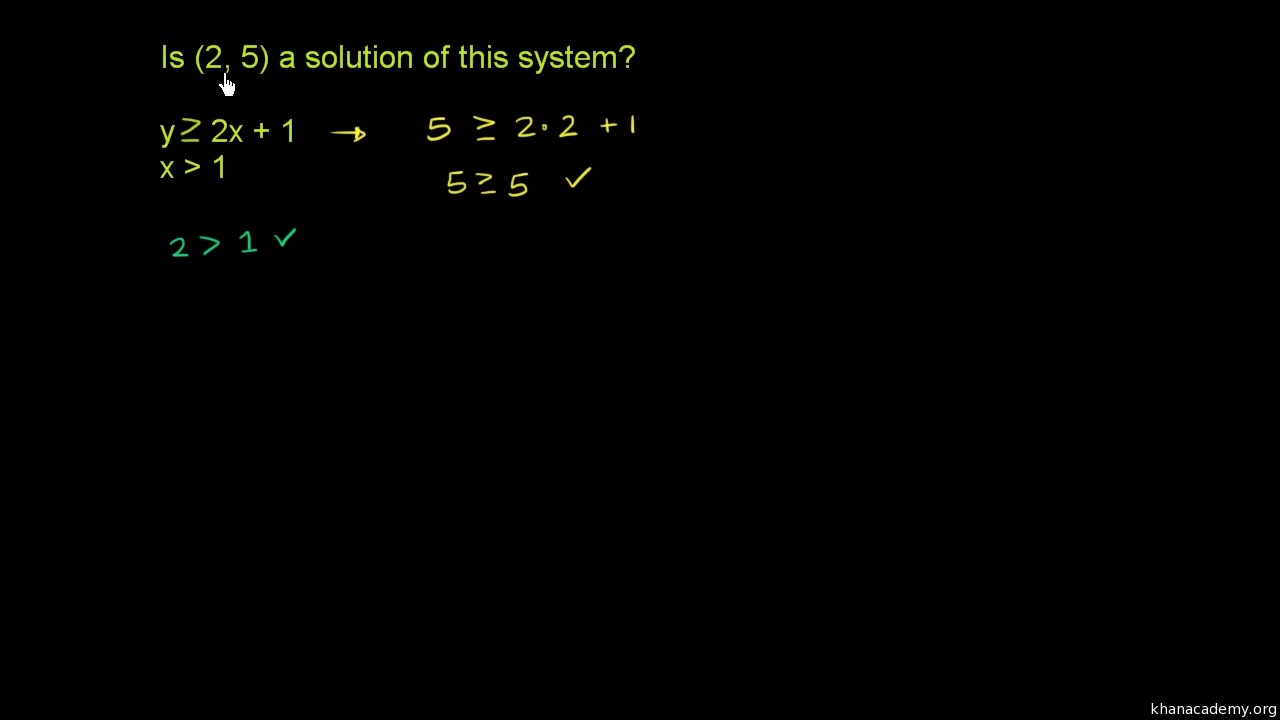 Is (2, 5) a solution of this system?
y ≥ 2x + 1 → 5 ≥ 2·2 + 1
x > 1
5 ≥ 5 ✓
2 > 1 ✓
khanacademy.org